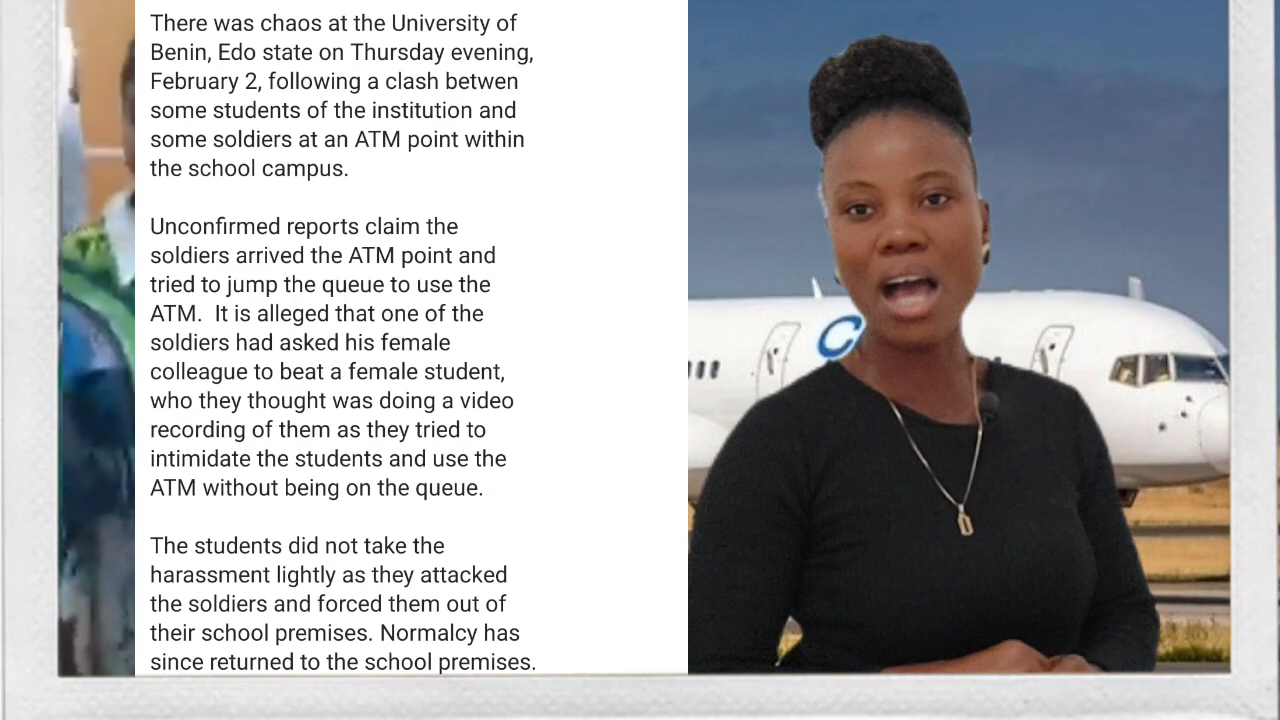 There was chaos at the University of
Benin, Edo state on Thursday evening,
February 2, following a clash betwen
some students of the institution and
some soldiers at an ATM point within
the school campus.
Unconfirmed reports claim the
soldiers arrived the ATM point and
tried to jump the queue to use the
ATM.  It is alleged that one of the
soldiers had asked his female
colleague to beat a female student,
who they thought was doing a video
recording of them as they tried to
intimidate the students and use the
ATM without being on the queue.
The students did not take the
harassment lightly as they attacked
the soldiers and forced them out of
their school premises. Normalcy has
since returned to the school premises.
C